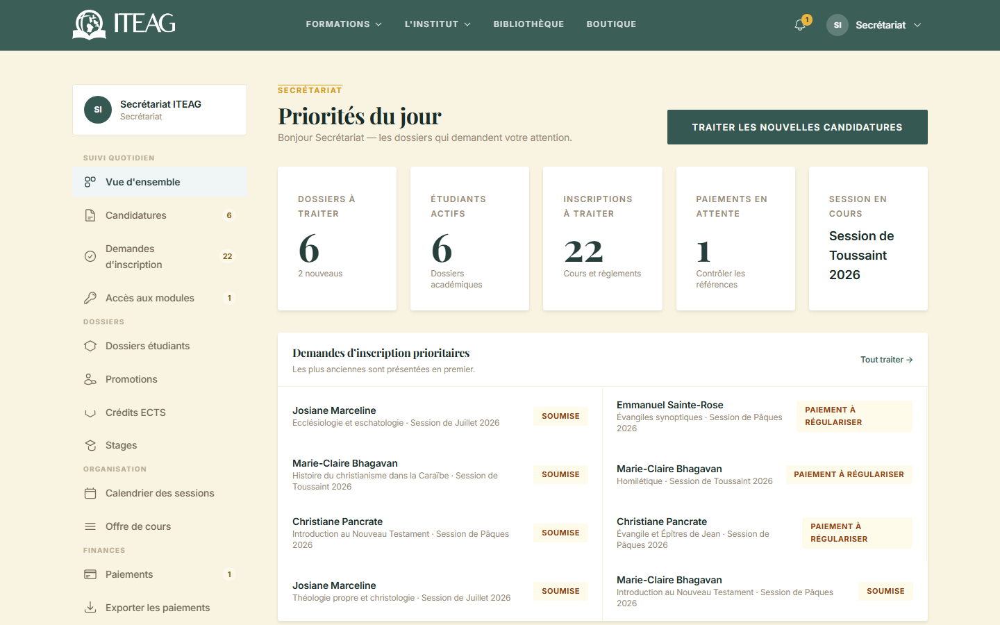 ITEAG
FORMATIONS
L'INSTITUT
BIBLIOTHÈQUE
BOUTIQUE
1
SI
Secrétariat
SI
Secrétariat ITEAG
Secrétariat
SUIVI QUOTIDIEN
Vue d'ensemble
Candidatures
6
Demandes
d'inscription
22
Accès aux modules
1
DOSSIERS
Dossiers étudiants
Promotions
Crédits ECTS
Stages
ORGANISATION
Calendrier des sessions
Offre de cours
FINANCES
Paiements
1
Exporter les paiements
SECRÉTARIAT
Priorités du jour
Bonjour Secrétariat — les dossiers qui demandent votre attention.
TRAITER LES NOUVELLES CANDIDATURES
DOSSIERS À
TRAITER
6
2 nouveaux
ÉTUDIANTS
ACTIFS
6
Dossiers
académiques
INSCRIPTIONS
À TRAITER
22
Cours et règlements
PAIEMENTS EN
ATTENTE
1
Contrôler les
références
SESSION EN
COURS
Session de
Toussaint
2026
Demandes d'inscription prioritaires
Les plus anciennes sont présentées en premier.
Tout traiter →
Josiane Marceline
Ecclésiologie et eschatologie · Session de Juillet 2026
SOUMISE
Emmanuel Sainte-Rose
Évangiles synoptiques · Session de Pâques
2026
PAIEMENT À
RÉGULARISER
Marie-Claire Bhagavan
Histoire du christianisme dans la Caraïbe · Session de
Toussaint 2026
SOUMISE
Marie-Claire Bhagavan
Homilétique · Session de Toussaint 2026
PAIEMENT À RÉGULARISER
Christiane Pancrate
Introduction au Nouveau Testament · Session de Pâques
2026
SOUMISE
Christiane Pancrate
Évangile et Épîtres de Jean · Session de
Pâques 2026
PAIEMENT À
RÉGULARISER
Josiane Marceline
Théologie propre et christologie · Session de Juillet 2026
SOUMISE
Marie-Claire Bhagavan
Introduction au Nouveau Testament · Session de Pâques
2026
SOUMISE